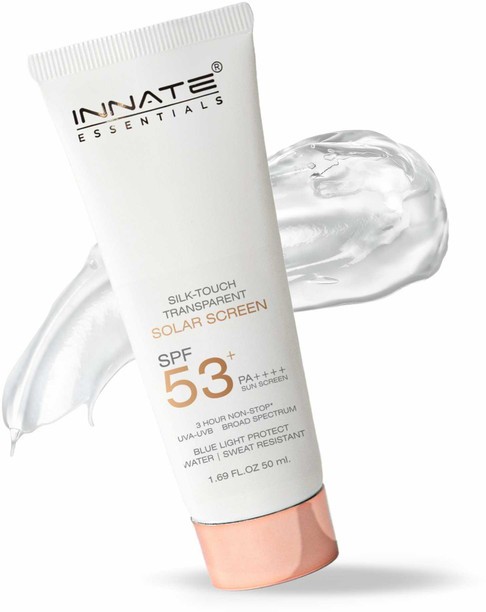 INNATE®
ESSENTIALS
SILK-TOUCH
TRANSPARENT
SOLAR SCREEN
SPF
53+ PA++++
SUN SCREEN
3 HOUR NON-STOP*
UVA-UVB BROAD SPECTRUM
BLUE LIGHT PROTECT
WATER | SWEAT RESISTANT
1.69 FL.OZ 50 ml.